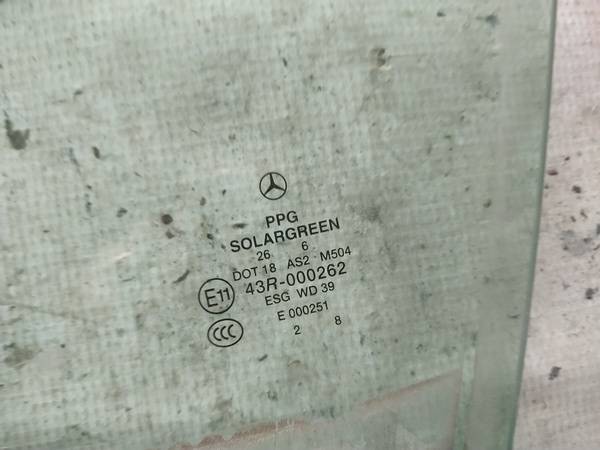 PPG
SOLARGREEN
26 6
DOT 18 AS2 M504
E11 43R-000262
ESG WD 39
CCC E 000251
2 8